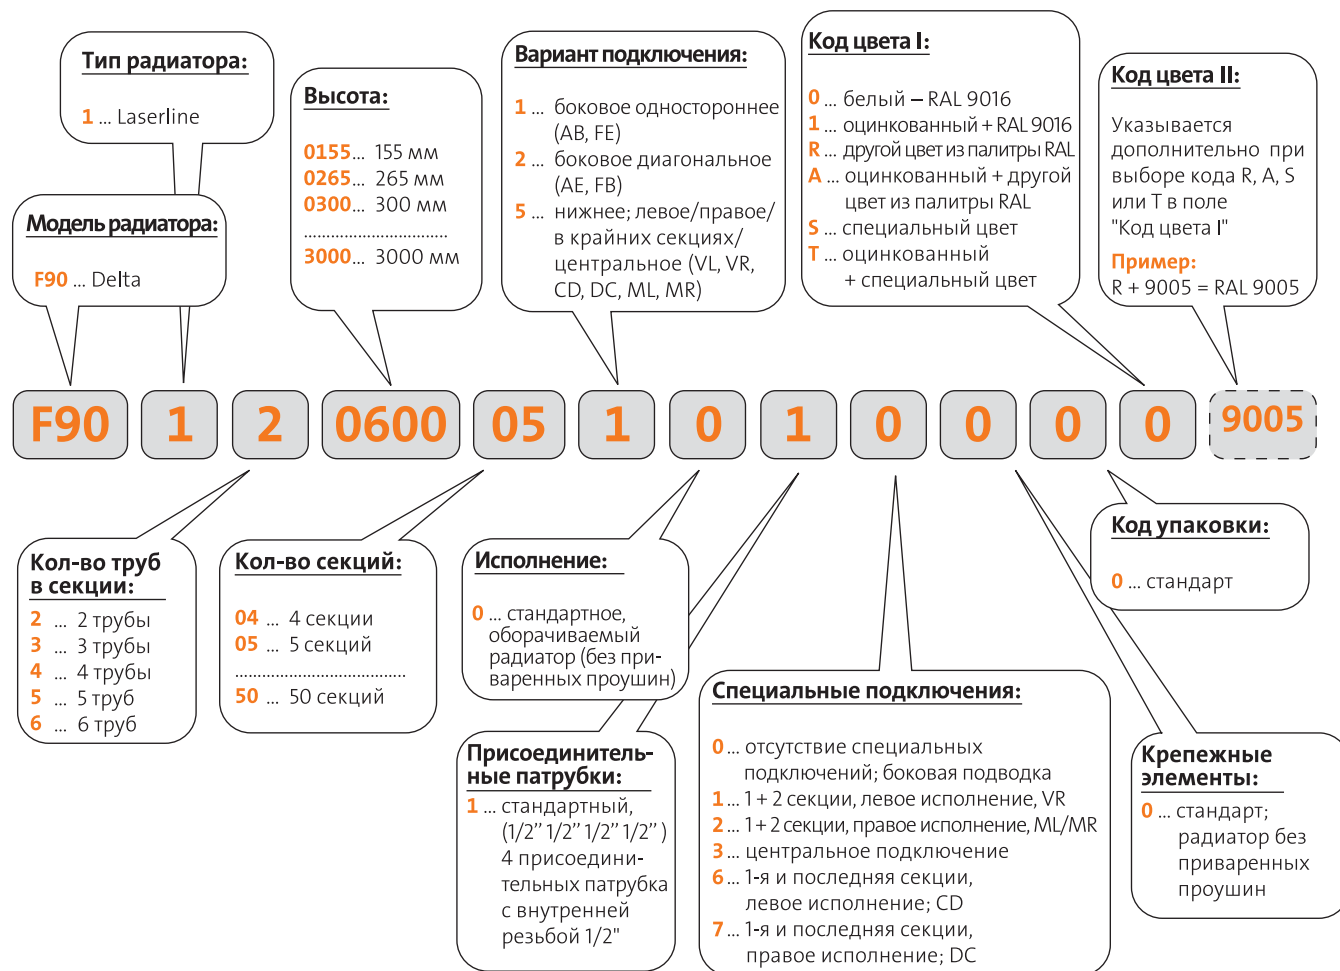 Тип радиатора:
1 ... Laserline
Модель радиатора:
F90 ... Delta
Высота:
0155... 155 мм
0265... 265 мм
0300... 300 мм
.................................
3000... 3000 мм
Вариант подключения:
1 ... боковое одностороннее
(AB, FE)
2 ... боковое диагональное
(AE, FB)
5 ... нижнее; левое/правое/
в крайних секциях/
центральное (VL, VR,
CD, DC, ML, MR)
Код цвета I:
0 ... белый – RAL 9016
1 ... оцинкованный + RAL 9016
R ... другой цвет из палитры RAL
A ... оцинкованный + другой
цвет из палитры RAL
S ... специальный цвет
T ... оцинкованный
+ специальный цвет
Код цвета II:
Указывается
дополнительно при
выборе кода R, A, S
или T в поле
"Код цвета I"
Пример:
R + 9005 = RAL 9005
F90 1 2 0600 05 1 0 1 0 0 0 0 9005
Кол-во труб
в секции:
2 ... 2 трубы
3 ... 3 трубы
4 ... 4 трубы
5 ... 5 труб
6 ... 6 труб
Кол-во секций:
04 ... 4 секции
05 ... 5 секций
.......................................
50 ... 50 секций
Исполнение:
0 ... стандартное,
оборачиваемый
радиатор (без при-
варенных проушин)
Присоединитель-
ные патрубки:
1 ... стандартный,
(1/2” 1/2” 1/2” 1/2” )
4 присоедини-
тельных патрубка
с внутренней
резьбой 1/2"
Специальные подключения:
0 ... отсутствие специальных
подключений; боковая подводка
1 ... 1 + 2 секции, левое исполнение, VR
2 ... 1 + 2 секции, правое исполнение, ML/MR
3 ... центральное подключение
6 ... 1-я и последняя секции,
левое исполнение; CD
7 ... 1-я и последняя секции,
правое исполнение; DC
Код упаковки:
0 ... стандарт
Крепежные
элементы:
0 ... стандарт;
радиатор без
приваренных
проушин